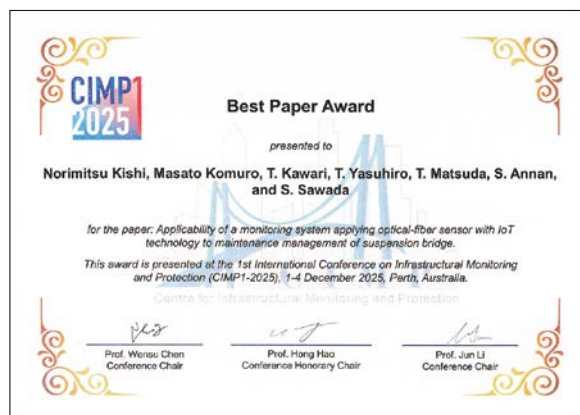 CIMP1
2025
Best Paper Award
presented to
Norimitsu Kishi, Masato Komuro, T. Kawari, T. Yasuhiro, T. Matsuda, S. Annan,
and S. Sawada
for the paper: Applicability of a monitoring system applying optical-fiber sensor with IoT
technology to maintenance management of suspension bridge.
This award is presented at the 1st International Conference on Infrastructural Monitoring
and Protection (CIMP1-2025), 1-4 December 2025, Perth, Australia.
Centre for Infrastructural Monitoring and Protection
Prof. Wensu Chen
Conference Chair
Prof. Hong Hao
Conference Honorary Chair
Prof. Jun Li
Conference Chair